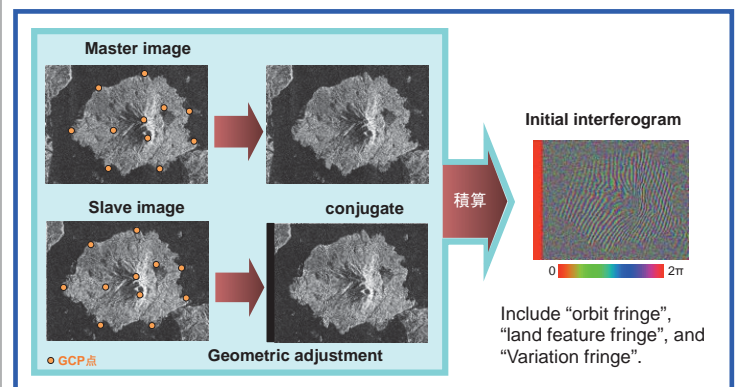 Master image
Slave image
conjugate
Geometric adjustment
GCP点
積算
Initial interferogram
0
2π
Include “orbit fringe”,
“land feature fringe”, and
“Variation fringe”.